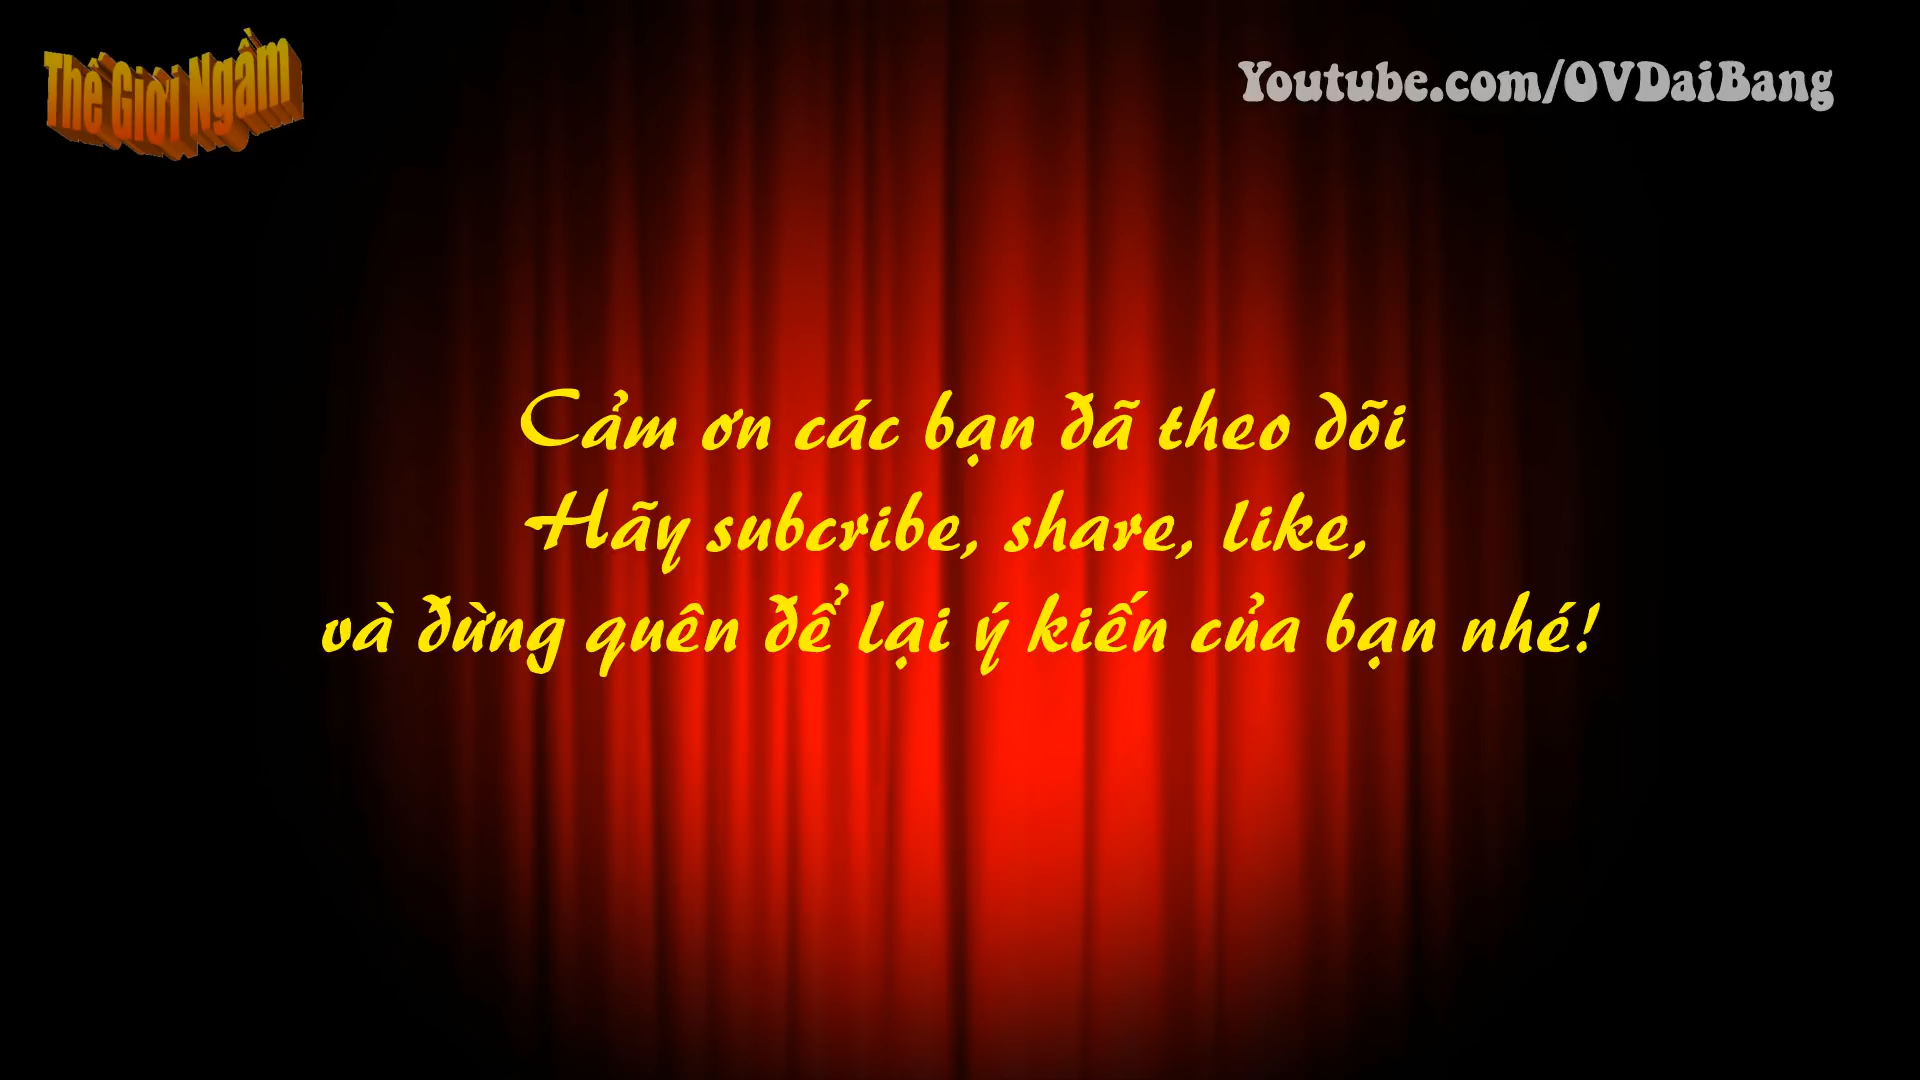 Thế Giới Ngầm
Youtube.com/OVDaiBang
Cảm ơn các bạn đã theo dõi
Hãy subcribe, share, like,
và đừng quên để lại ý kiến của bạn nhé!